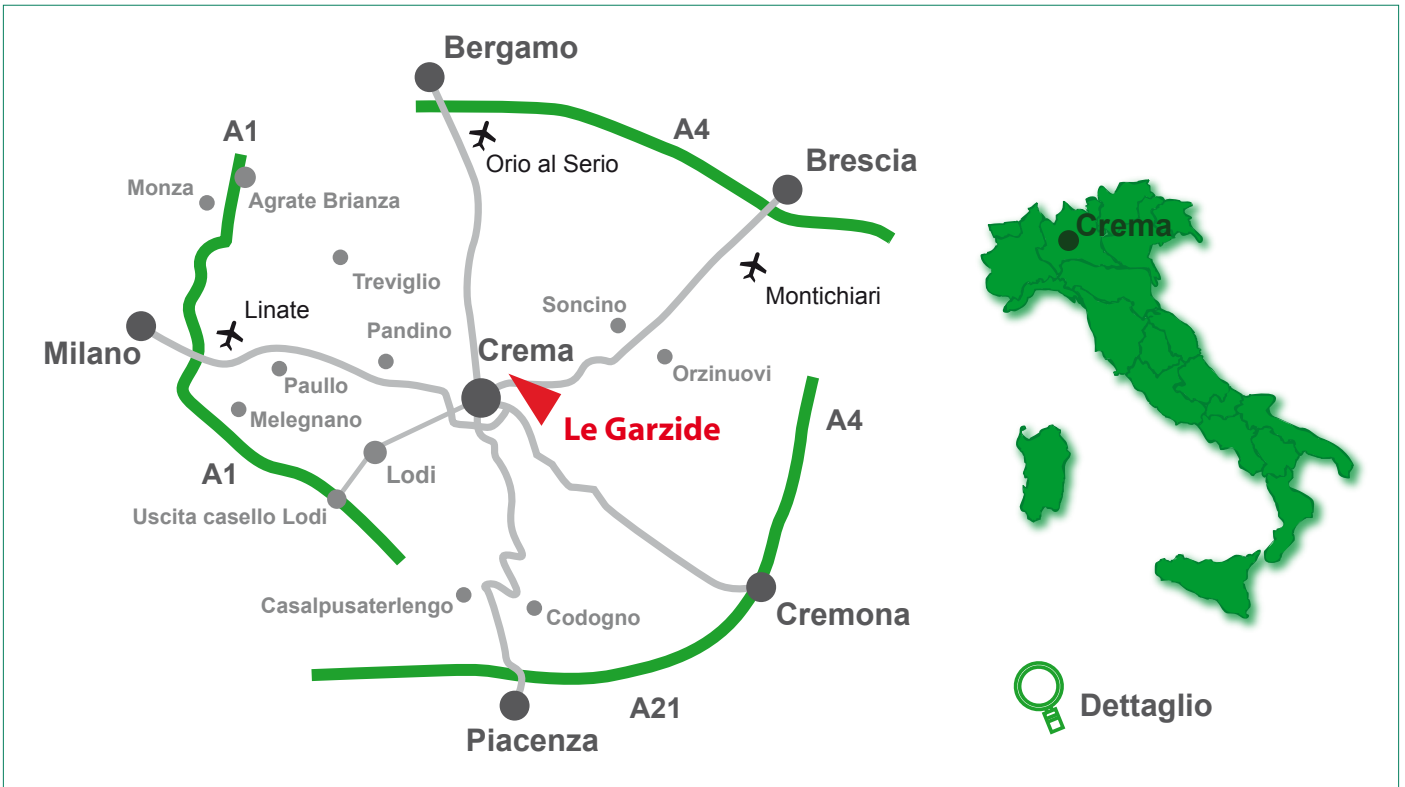 Bergamo
A1
A4
Orio al Serio
Brescia
Monza
Agrate Brianza
Crema
Treviglio
Montichiari
Linate
Soncino
Pandino
Milano
Crema
Paullo
Orzinuovi
Melegnano
Le Garzide
A4
A1
Lodi
Uscita casello Lodi
Casalpusaterlengo
Codogno
Cremona
A21
Dettaglio
Piacenza